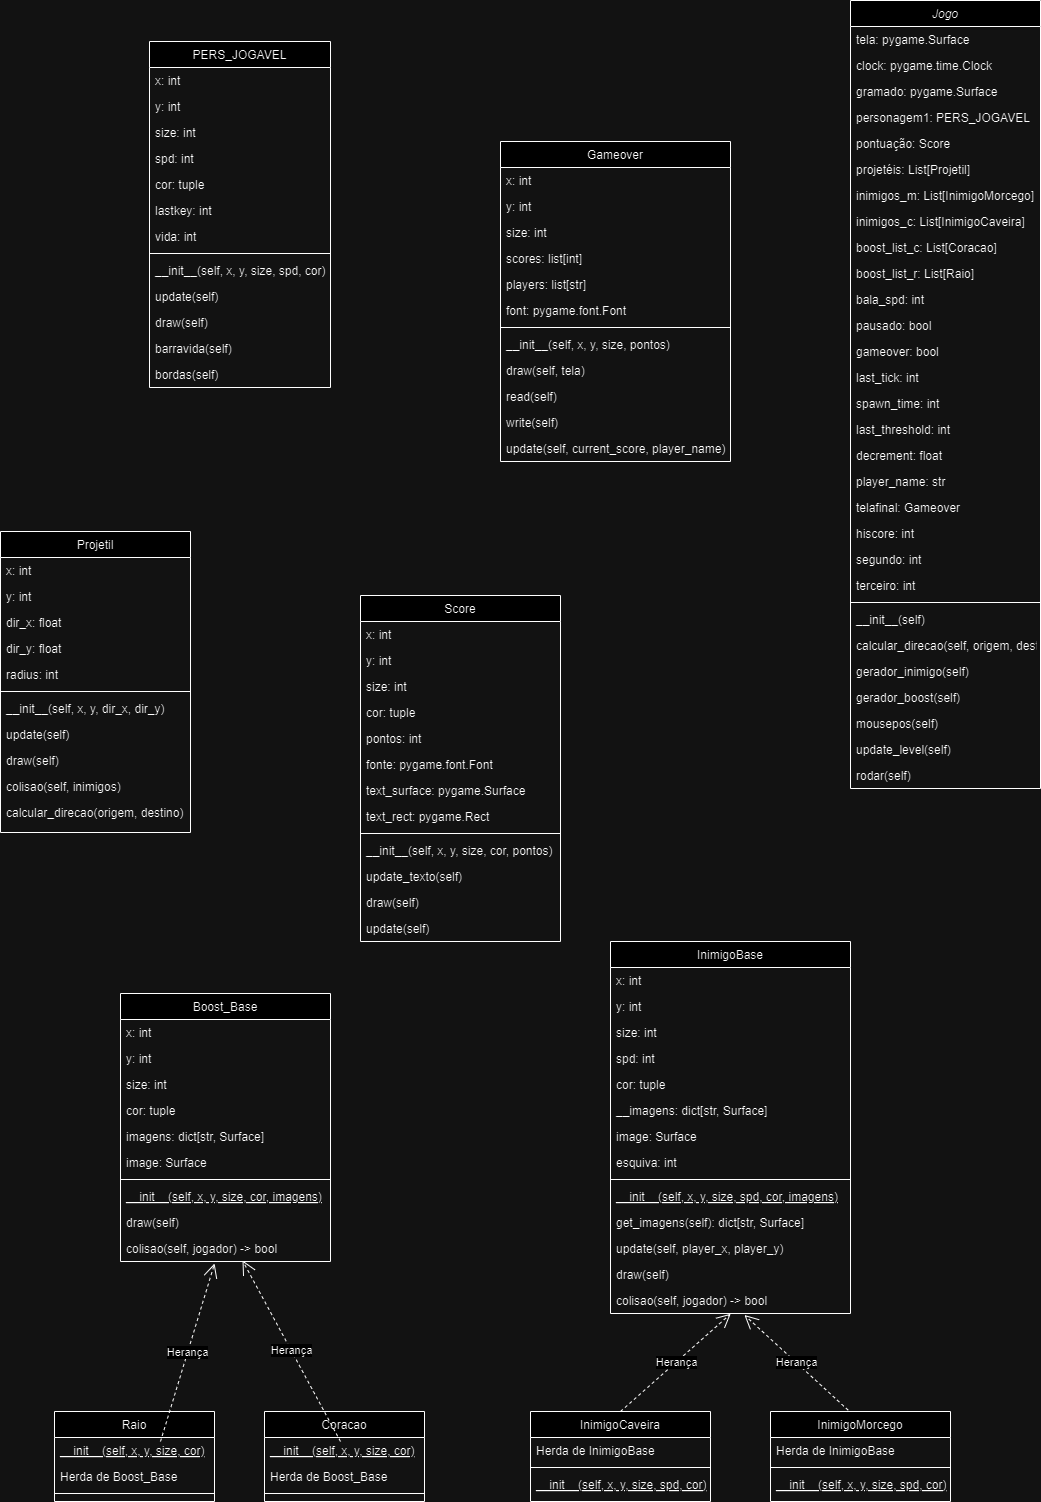 PERS_JOGAVEL
x: int
y: int
size: int
spd: int
cor: tuple
lastkey: int
vida: int
__init__(self, x, y, size, spd, cor)
update(self)
draw(self)
barravida(self)
bordas(self)
Gameover
x: int
y: int
size: int
scores: list[int]
players: list[str]
font: pygame.font.Font
__init__(self, x, y, size, pontos)
draw(self, tela)
read(self)
write(self)
update(self, current_score, player_name)
Jogo
tela: pygame.Surface
clock: pygame.time.Clock
gramado: pygame.Surface
personagem1: PERS_JOGAVEL
pontuação: Score
projetéis: List[Projetil]
inimigos_m: List[InimigoMorcego]
inimigos_c: List[InimigoCaveira]
boost_list_c: List[Coracao]
boost_list_r: List[Raio]
bala_spd: int
pausado: bool
gameover: bool
last_tick: int
spawn_time: int
last_threshold: int
decrement: float
player_name: str
telafinal: Gameover
hiscore: int
segundo: int
terceiro: int
__init__(self)
calcular_direcao(self, origem, des
gerador_inimigo(self)
gerador_boost(self)
mousepos(self)
update_level(self)
rodar(self)
Projetil
x: int
y: int
dir_x: float
dir_y: float
radius: int
__init__(self, x, y, dir_x, dir_y)
update(self)
draw(self)
colisao(self, inimigos)
calcular_direcao(origem, destino)
Score
x: int
y: int
size: int
cor: tuple
pontos: int
fonte: pygame.font.Font
text_surface: pygame.Surface
text_rect: pygame.Rect
__init__(self, x, y, size, cor, pontos)
update_texto(self)
draw(self)
update(self)
Boost_Base
x: int
y: int
size: int
cor: tuple
imagens: dict[str, Surface]
image: Surface
__init__(self, x, y, size, cor, imagens)
draw(self)
colisao(self, jogador) -> bool
InimigoBase
x: int
y: int
size: int
spd: int
cor: tuple
__imagens: dict[str, Surface]
image: Surface
esquiva: int
__init__(self, x, y, size, spd, cor, imagens)
get_imagens(self): dict[str, Surface]
update(self, player_x, player_y)
draw(self)
colisao(self, jogador) -> bool
Herança
Herança
Herança
Herança
Raio
__init__(self, x, y, size, cor)
Herda de Boost_Base
Coracao
__init__(self, x, y, size, cor)
Herda de Boost_Base
InimigoCaveira
Herda de InimigoBase
__init__(self, x, y, size, spd, cor)
InimigoMorcego
Herda de InimigoBase
__init__(self, x, y, size, spd, cor)